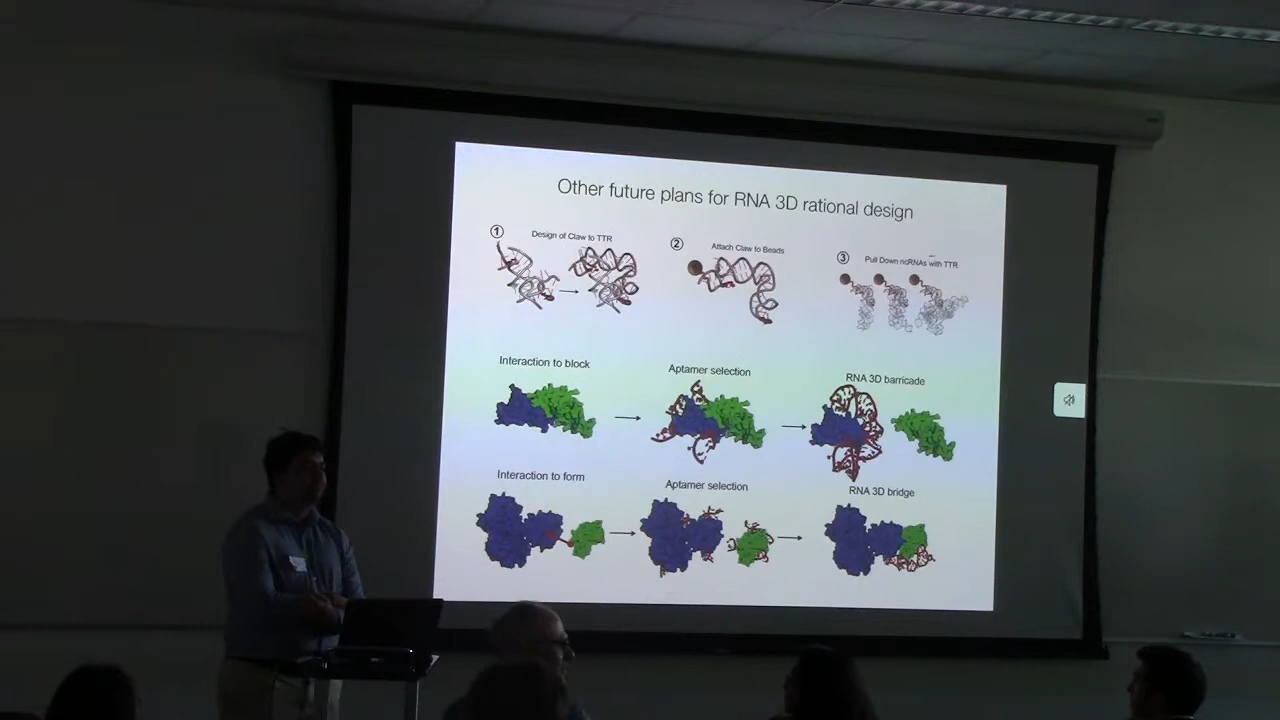 Other future plans for RNA 3D rational design
① Design of Claw to TTR
② Attach Claw to Beads
③ Pull Down ncRNAs with TTR
Interaction to block
Aptamer selection
RNA 3D barricade
Interaction to form
Aptamer selection
RNA 3D bridge